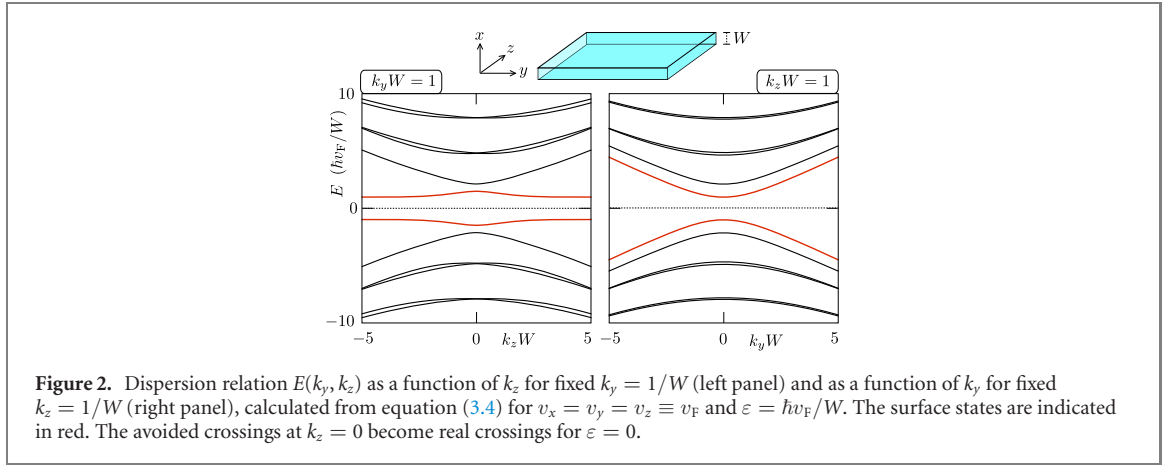 x
z
y
W
k_yW = 1
k_zW = 1
E (ħv_F/W)
10
0
−10
−5 0 k_zW 5
−5 0 k_yW 5
Figure 2. Dispersion relation E(k_y, k_z) as a function of k_z for fixed k_y = 1/W (left panel) and as a function of k_y for fixed
k_z = 1/W (right panel), calculated from equation (3.4) for v_x = v_y = v_z ≡ v_F and ε = ħv_F/W. The surface states are indicated
in red. The avoided crossings at k_z = 0 become real crossings for ε = 0.